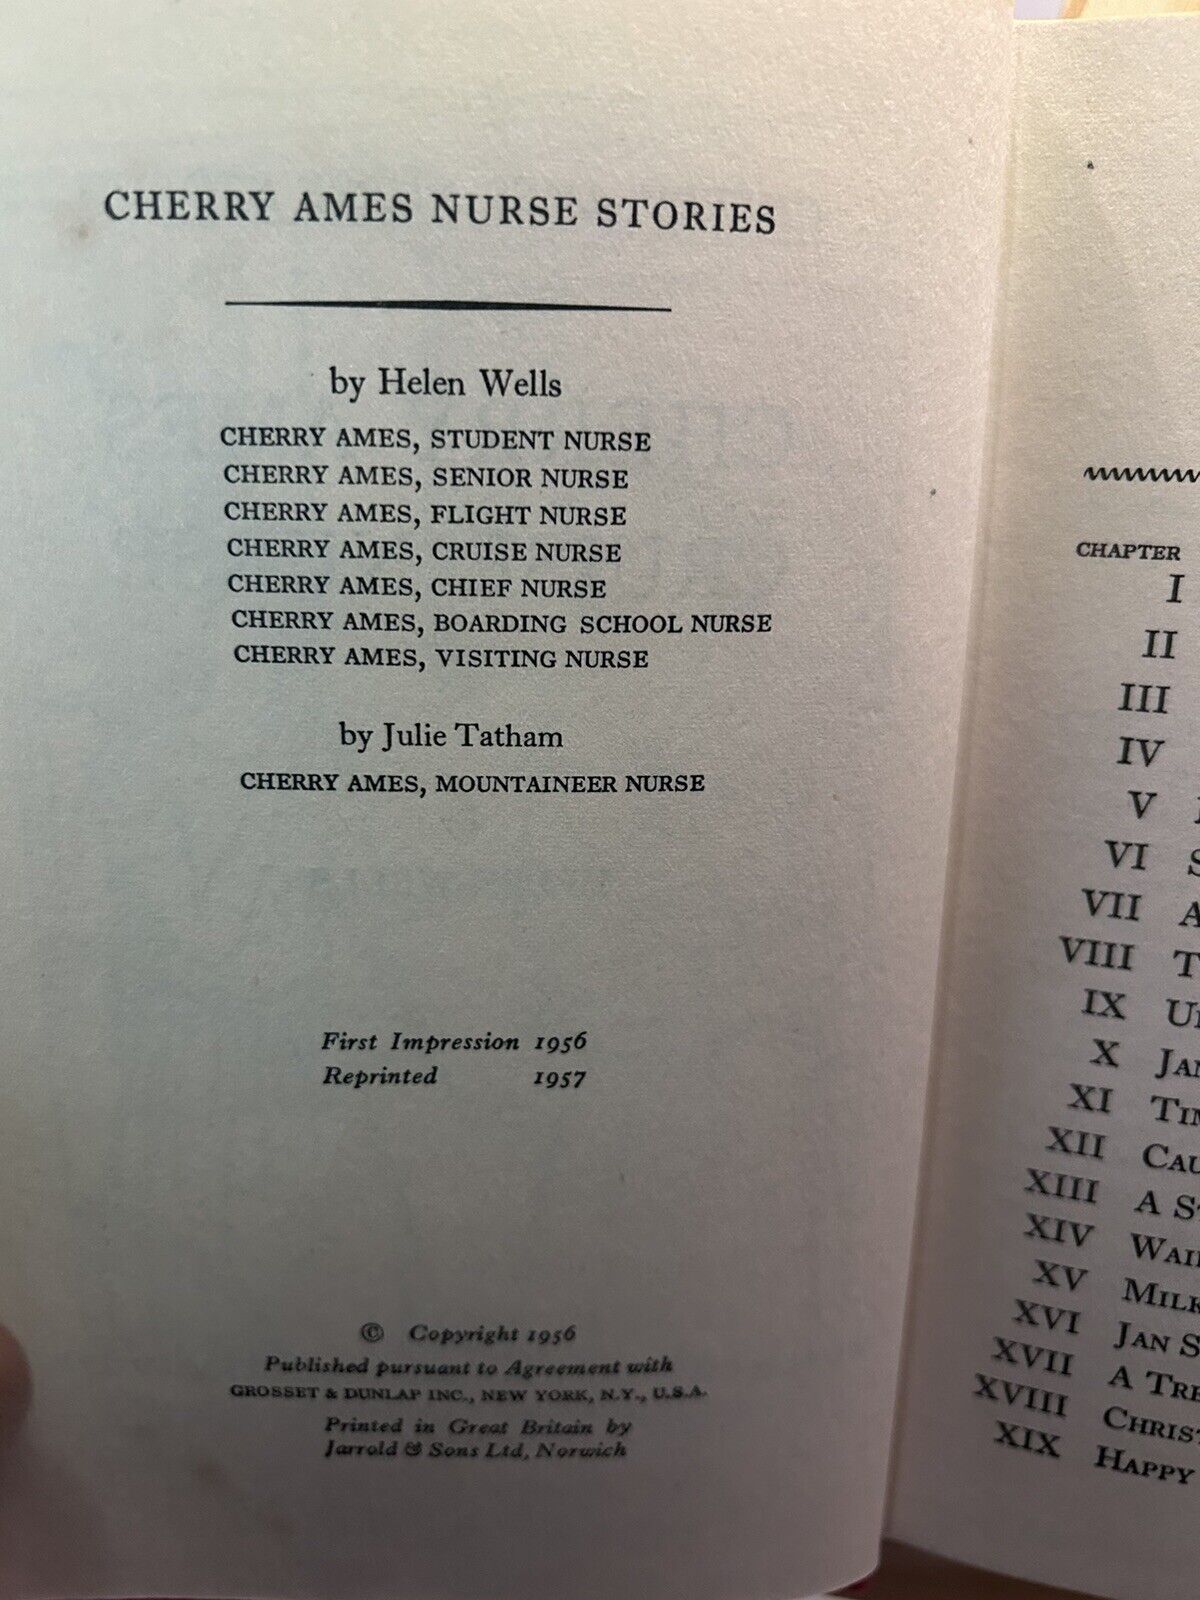 CHERRY AMES NURSE STORIES
by Helen Wells
CHERRY AMES, STUDENT NURSE
CHERRY AMES, SENIOR NURSE
CHERRY AMES, FLIGHT NURSE
CHERRY AMES, CRUISE NURSE
CHERRY AMES, CHIEF NURSE
CHERRY AMES, BOARDING SCHOOL NURSE
CHERRY AMES, VISITING NURSE
by Julie Tatham
CHERRY AMES, MOUNTAINEER NURSE
First Impression 1956
Reprinted 1957
© Copyright 1956
Published pursuant to Agreement with
GROSSET & DUNLAP INC., NEW YORK, N.Y., U.S.A.
Printed in Great Britain by
Jarrold & Sons Ltd, Norwich
CHAPTER
I
II
III
IV
V
VI
VII
VIII
IX
X
XI
XII
XIII A
XIV
XV
XVI JAN
XVII A
XVIII
XIX HAPPY